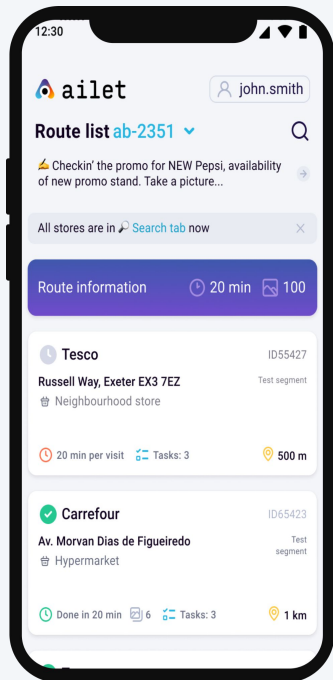 12:30
ailet
john.smith
Route list ab-2351
Checkin' the promo for NEW Pepsi, availability
of new promo stand. Take a picture...
All stores are in Search tab now
Route information 20 min 100
Tesco ID55427
Russell Way, Exeter EX3 7EZ Test segment
Neighbourhood store
20 min per visit Tasks: 3 500 m
Carrefour ID65423
Av. Morvan Dias de Figueiredo Test
segment
Hypermarket
Done in 20 min 6 Tasks: 3 1 km